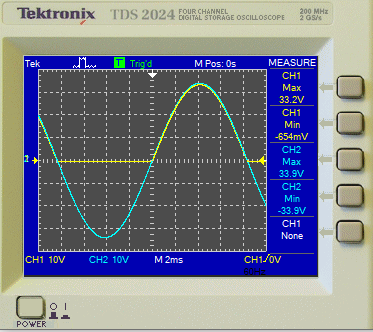 Tektronix TDS 2024 FOUR CHANNEL DIGITAL STORAGE OSCILLOSCOPE 200 MHz 2 GS/s
Tek T Trig'd M Pos: 0s MEASURE
CH1
Max
33.2V
CH1
Min
-654mV
CH2
Max
33.9V
CH2
Min
-33.9V
CH1
None
1
CH1 10V CH2 10V M 2ms CH1 0V
POWER